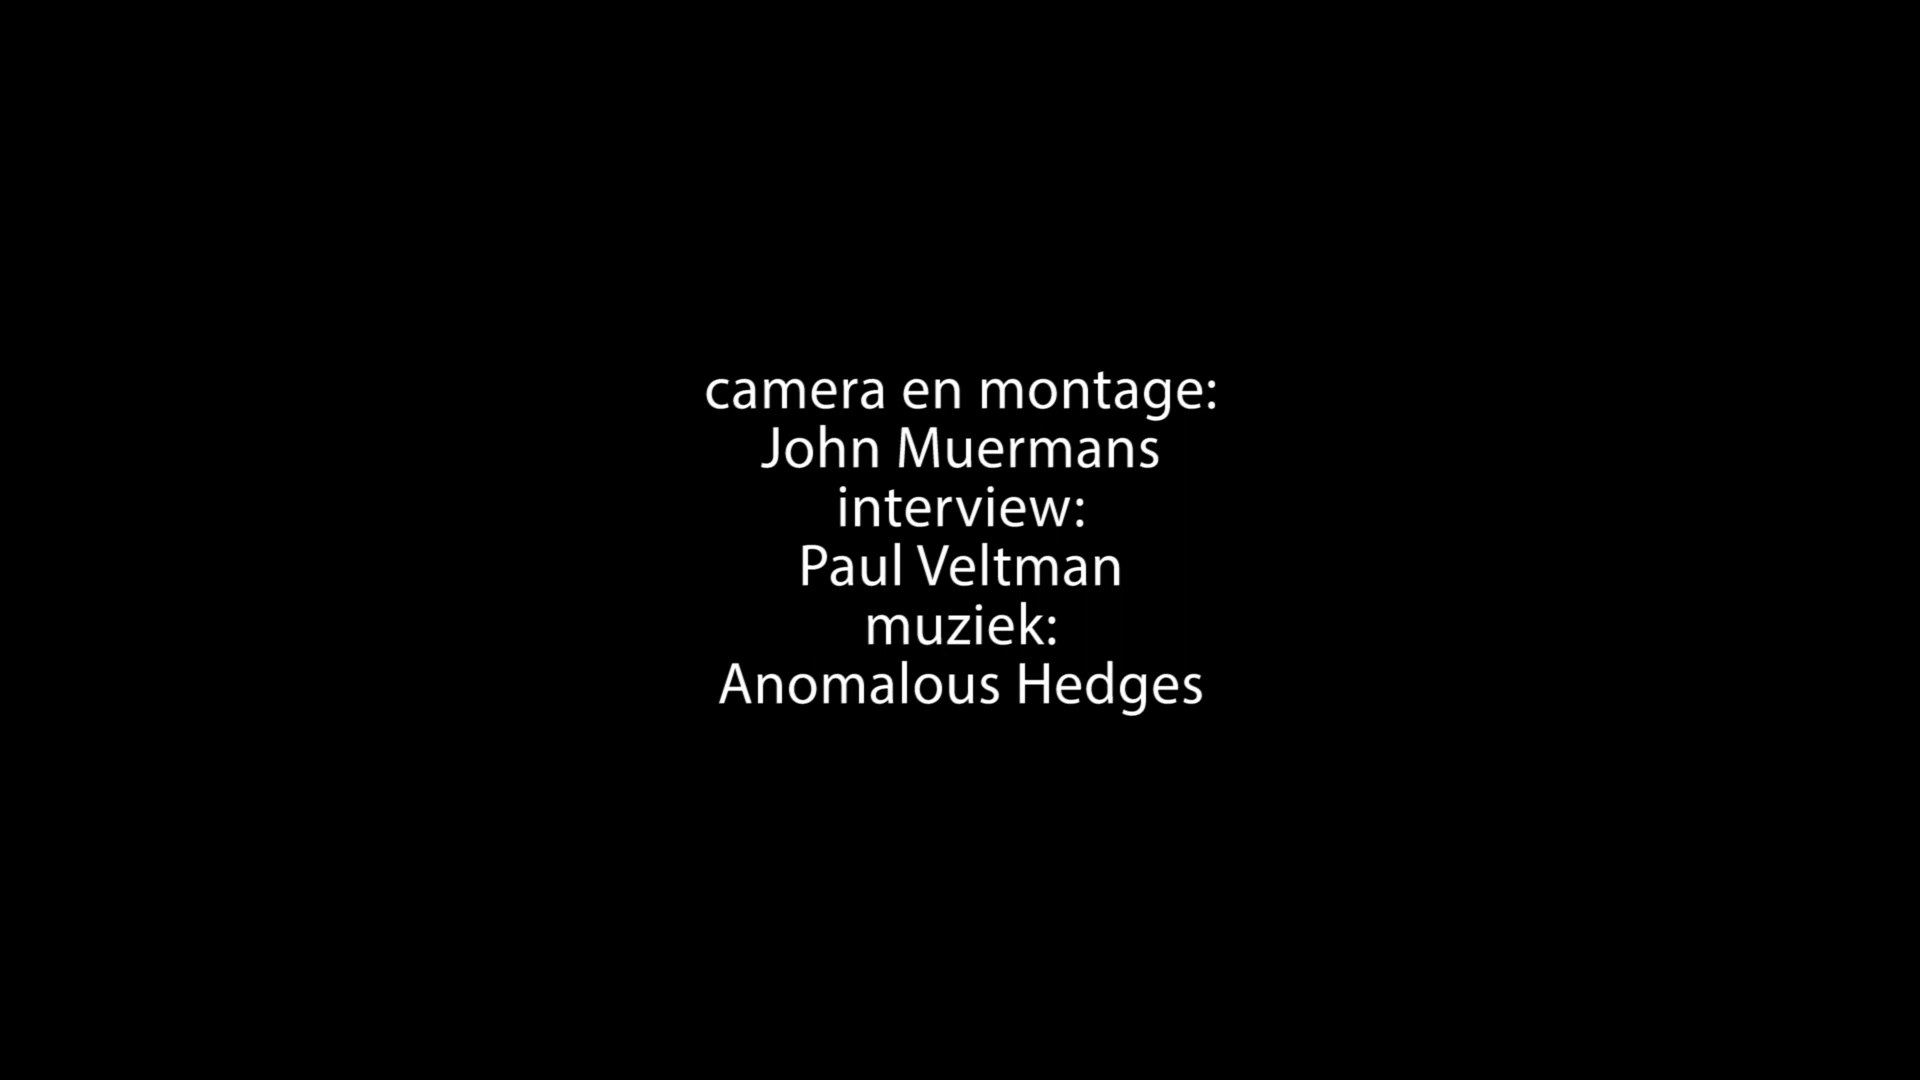 camera en montage:
John Muermans
interview:
Paul Veltman
muziek:
Anomalous Hedges